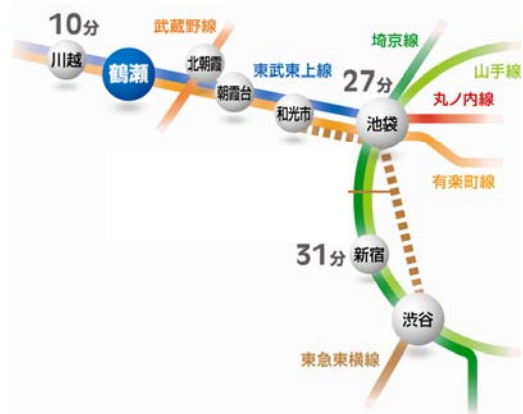 10分
武蔵野線
川越
鶴瀬
北朝霞
朝霞台
東武東上線
和光市
27分
池袋
埼京線
山手線
丸ノ内線
有楽町線
31分
新宿
渋谷
東急東横線